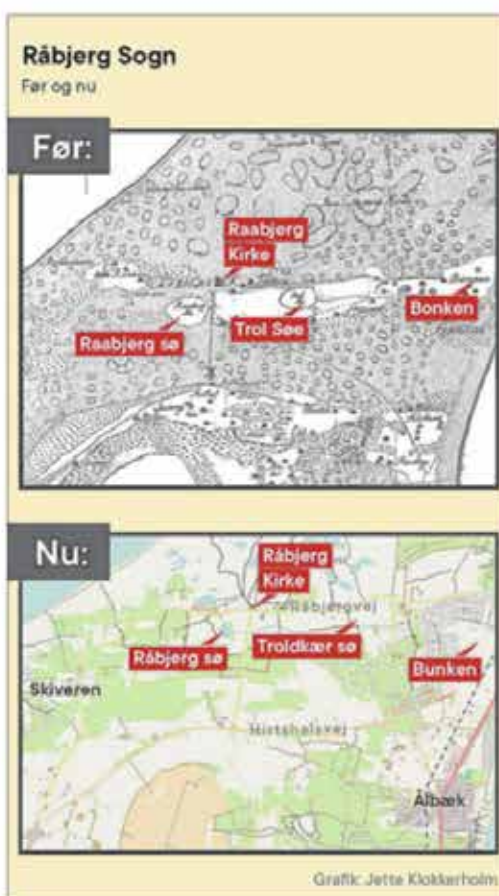 Råbjerg Sogn
Før og nu
Før:
Raabjerg
Kirke
Raabjerg sø
Trol Søe
Bonken
Nu:
Råbjerg
Kirke
Råbjergvej
Råbjerg sø
Troldkær sø
Bunken
Skiveren
Hirtshalsvej
Ålbæk
Grafik: Jette Klokkerholm